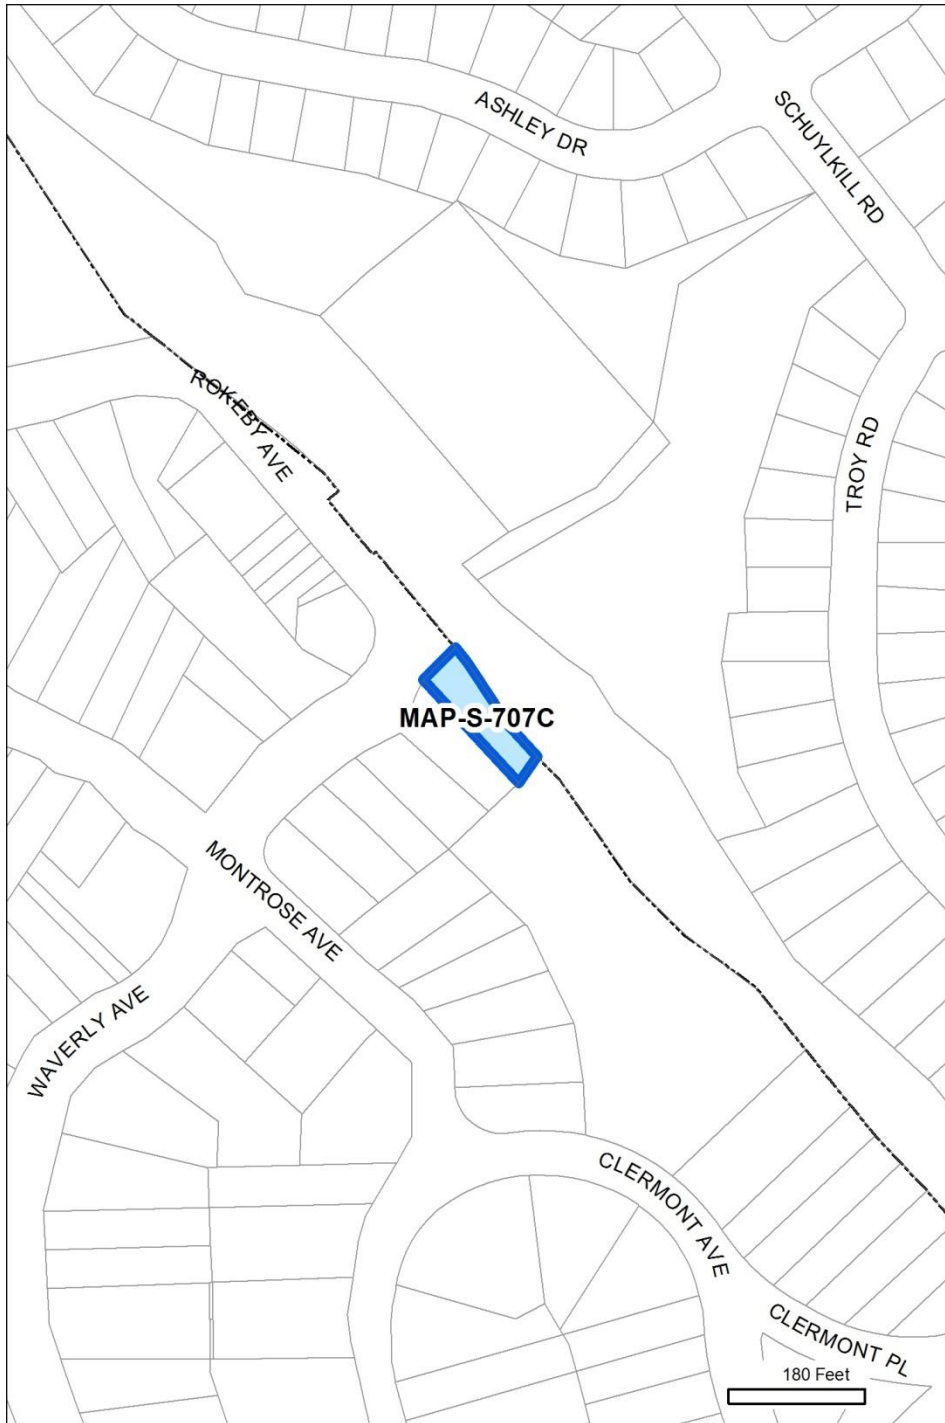 ASHLEY DR
SCHUYLKILL RD
ROKEBY AVE
TROY RD
MAP-S-707C
MONTROSE AVE
WAVERLY AVE
CLERMONT AVE
CLERMONT PL
180 Feet